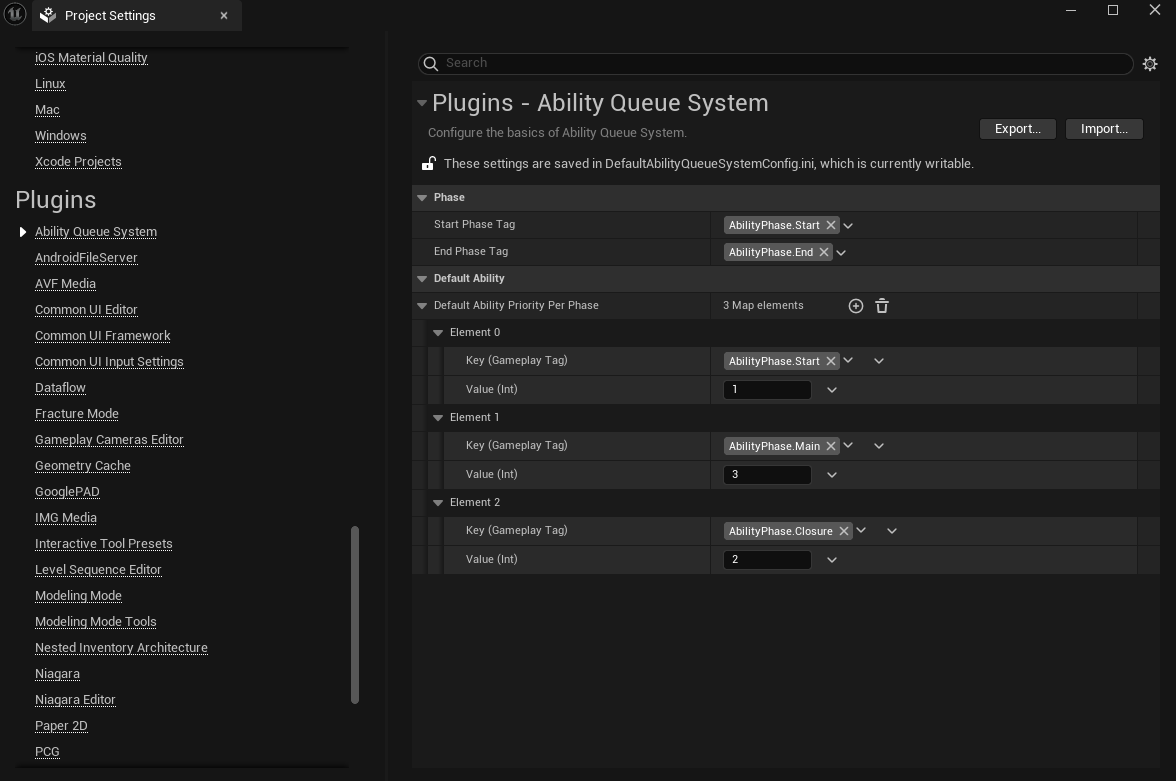 Project Settings
iOS Material Quality
Linux
Mac
Windows
Xcode Projects
Plugins
Ability Queue System
AndroidFileServer
AVF Media
Common UI Editor
Common UI Framework
Common UI Input Settings
Dataflow
Fracture Mode
Gameplay Cameras Editor
Geometry Cache
GooglePAD
IMG Media
Interactive Tool Presets
Level Sequence Editor
Modeling Mode
Modeling Mode Tools
Nested Inventory Architecture
Niagara
Niagara Editor
Paper 2D
PCG
Search
Plugins - Ability Queue System
Configure the basics of Ability Queue System.
Export... Import...
These settings are saved in DefaultAbilityQueueSystemConfig.ini, which is currently writable.
Phase
Start Phase Tag AbilityPhase.Start
End Phase Tag AbilityPhase.End
Default Ability
Default Ability Priority Per Phase 3 Map elements
Element 0
Key (Gameplay Tag) AbilityPhase.Start
Value (Int) 1
Element 1
Key (Gameplay Tag) AbilityPhase.Main
Value (Int) 3
Element 2
Key (Gameplay Tag) AbilityPhase.Closure
Value (Int) 2